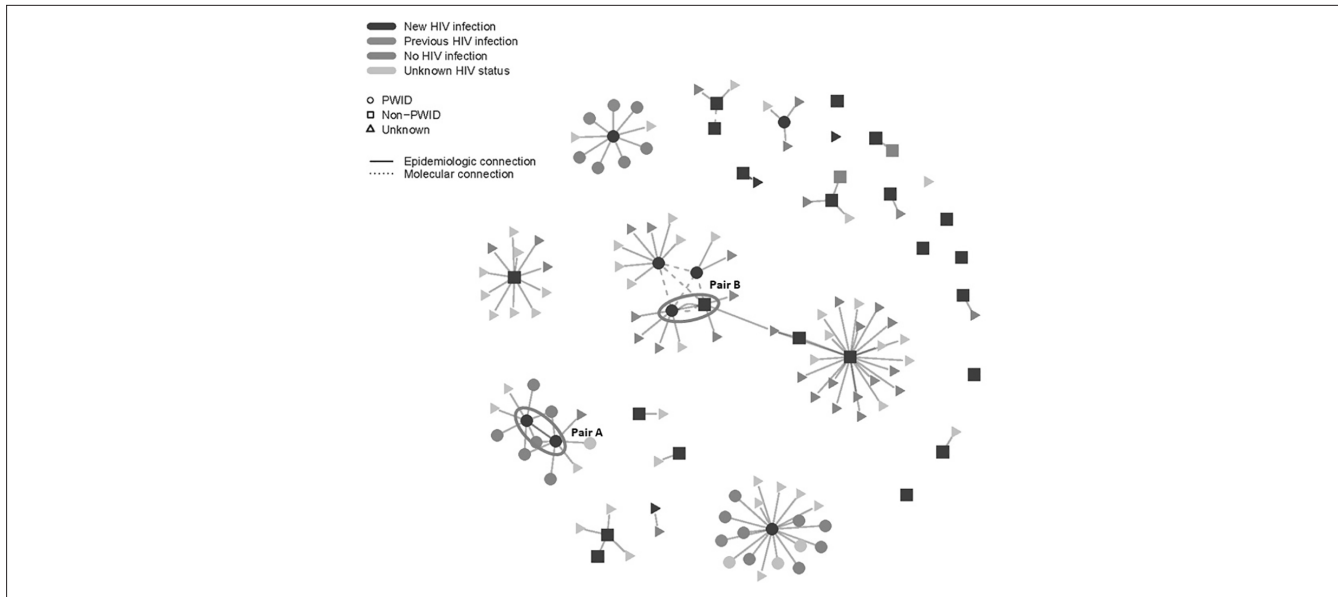 New HIV infection
Previous HIV infection
No HIV infection
Unknown HIV status
PWID
Non−PWID
Unknown
Epidemiologic connection
Molecular connection
Pair B
Pair A